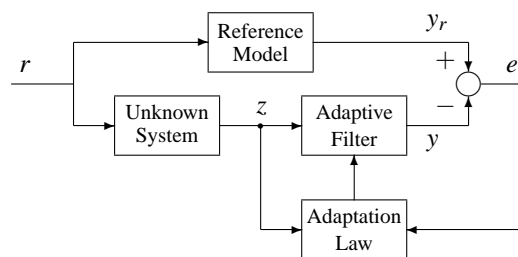 Reference
Model
y_r
r
+
e
−
Unknown
System
z
Adaptive
Filter
y
Adaptation
Law